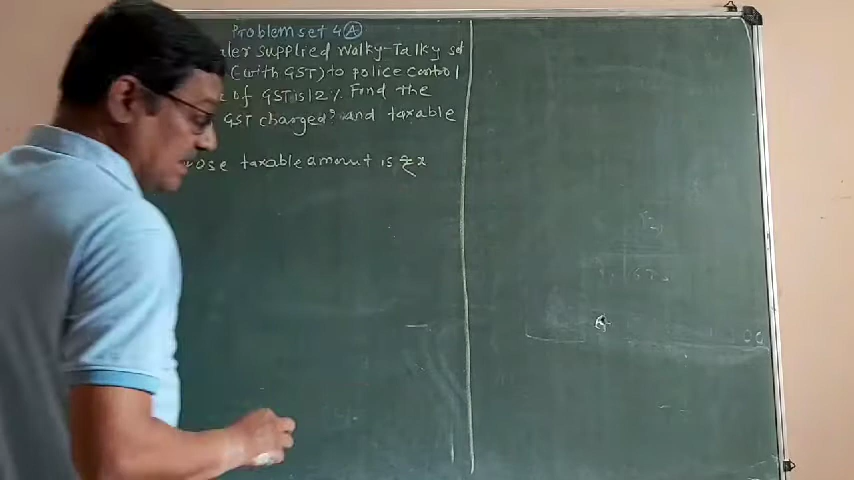 Problem set 4 A
aler supplied Walky-Talky set
(with GST) to police control
e of GST is 12 %. Find the
GST charged? and taxable
ose taxable amount is ₹ x